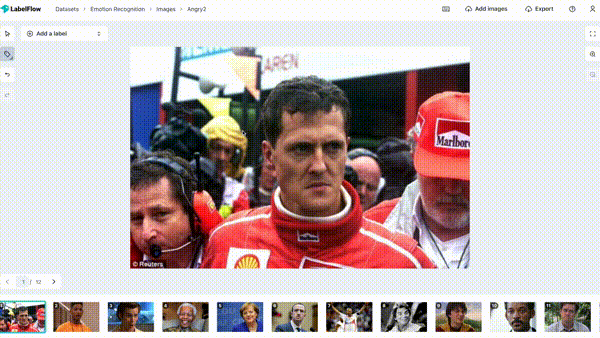 LabelFlow
Datasets > Emotion Recognition > Images > Angry2
Add images
Export
Add a label
AREN
Marlboro
Shell
© Reuters
1 / 12
1
2
3
4
5
6
7
8
9
10
11